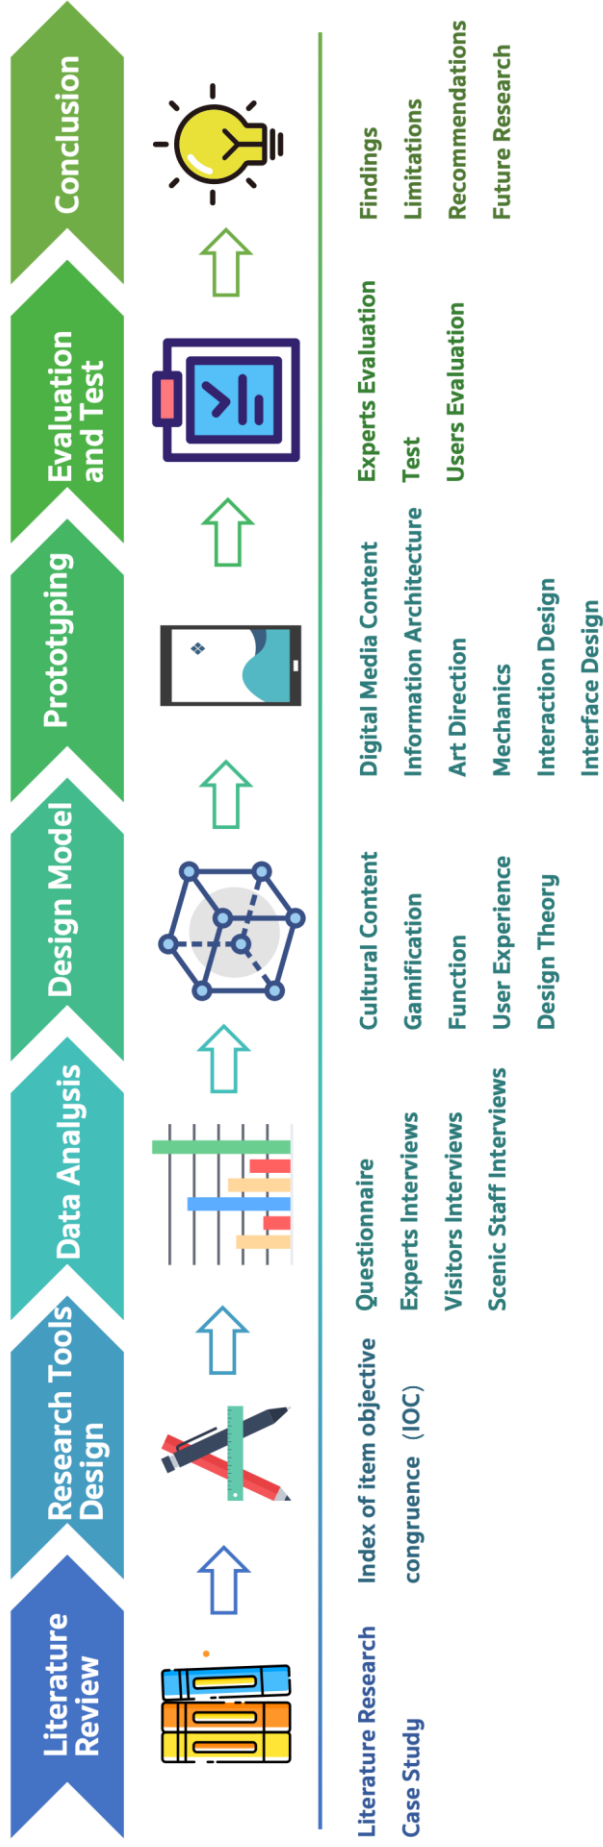 Literature
Review
Research Tools
Design
Data Analysis
Design Model
Prototyping
Evaluation
and Test
Conclusion
Literature Research
Case Study
Index of item objective
congruence（IOC）
Questionnaire
Experts Interviews
Visitors Interviews
Scenic Staff Interviews
Cultural Content
Gamification
Function
User Experience
Design Theory
Digital Media Content
Information Architecture
Art Direction
Mechanics
Interaction Design
Interface Design
Experts Evaluation
Test
Users Evaluation
Findings
Limitations
Recommendations
Future Research